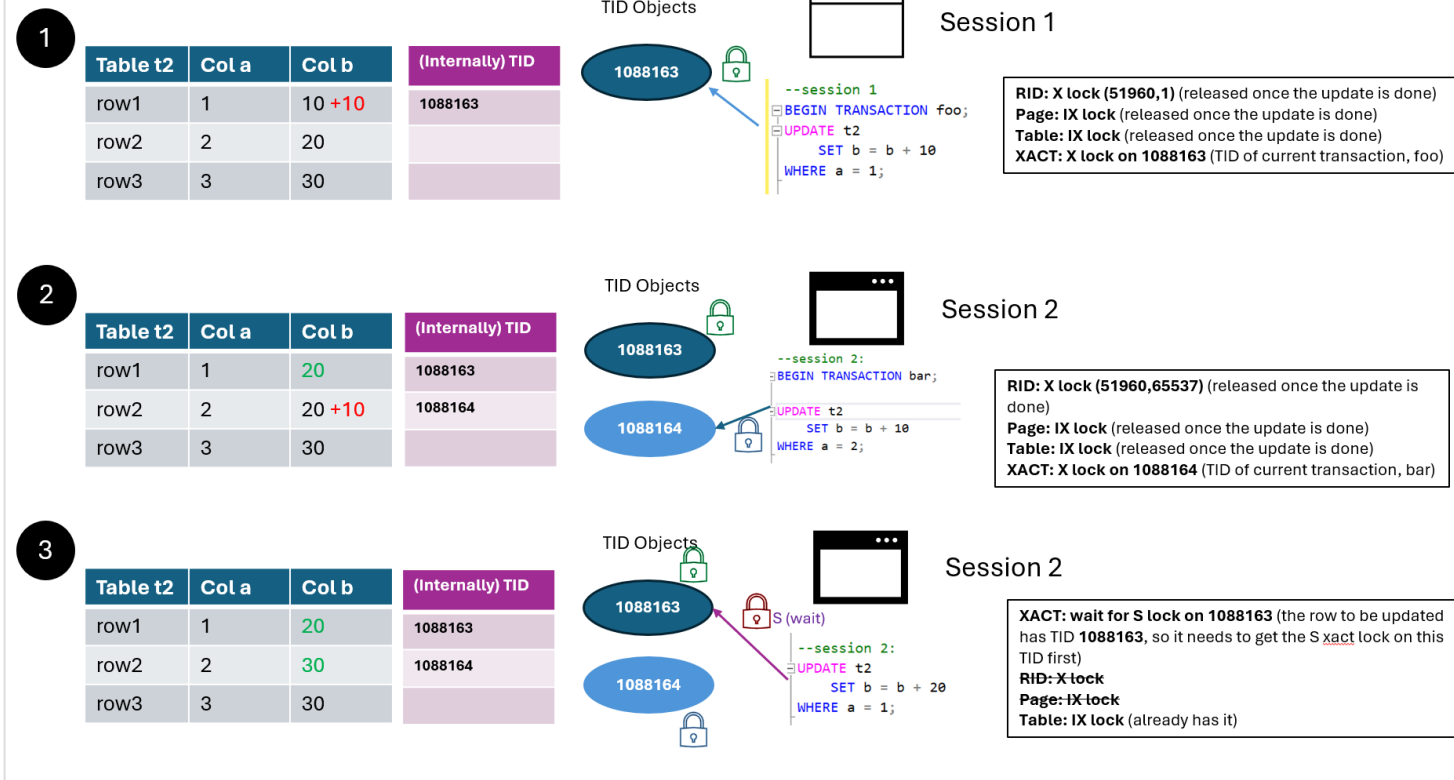 TID Objects
Session 1
1
Table t2 Col a Col b (Internally) TID
row1 1 10 +10 1088163
row2 2 20
row3 3 30
1088163
--session 1
BEGIN TRANSACTION foo;
UPDATE t2
SET b = b + 10
WHERE a = 1;
RID: X lock (51960,1) (released once the update is done)
Page: IX lock (released once the update is done)
Table: IX lock (released once the update is done)
XACT: X lock on 1088163 (TID of current transaction, foo)
2
Table t2 Col a Col b (Internally) TID
row1 1 20 1088163
row2 2 20 +10 1088164
row3 3 30
TID Objects
1088163
1088164
Session 2
--session 2:
BEGIN TRANSACTION bar;
UPDATE t2
SET b = b + 10
WHERE a = 2;
RID: X lock (51960,65537) (released once the update is
done)
Page: IX lock (released once the update is done)
Table: IX lock (released once the update is done)
XACT: X lock on 1088164 (TID of current transaction, bar)
3
Table t2 Col a Col b (Internally) TID
row1 1 20 1088163
row2 2 30 1088164
row3 3 30
TID Objects
1088163
1088164
S (wait)
Session 2
--session 2:
UPDATE t2
SET b = b + 20
WHERE a = 1;
XACT: wait for S lock on 1088163 (the row to be updated
has TID 1088163, so it needs to get the S xact lock on this
TID first)
RID: X lock
Page: IX lock
Table: IX lock (already has it)